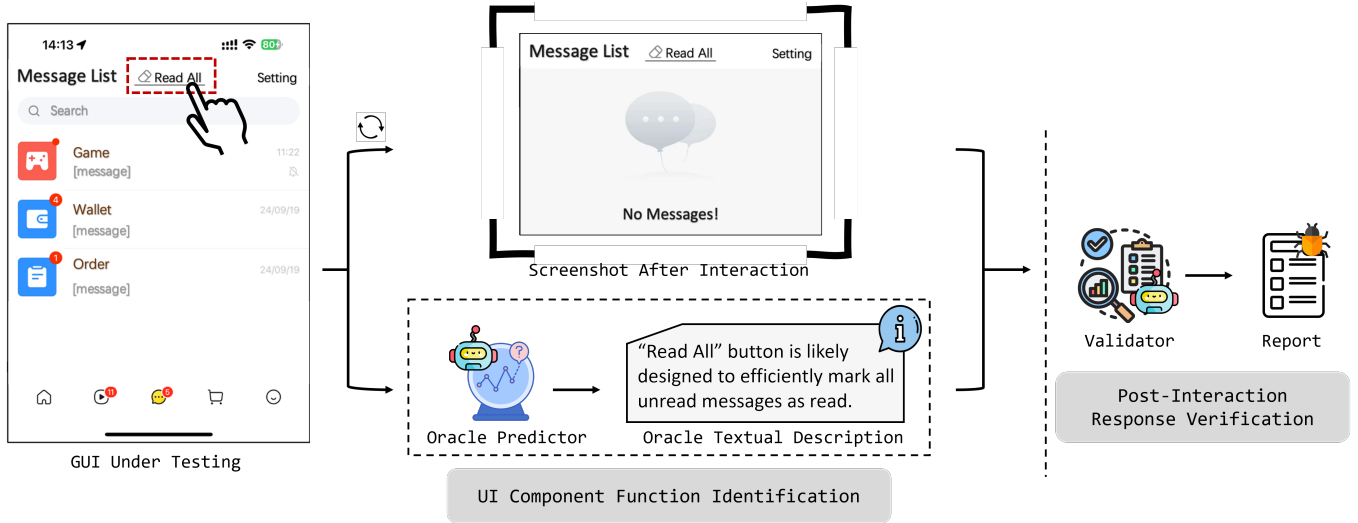 14:13
80
Message List
Read All
Setting
Search
Game
11:22
[message]
4
Wallet
24/09/19
[message]
1
Order
24/09/19
[message]
11
5
GUI Under Testing
Message List
Read All
Setting
No Messages!
Screenshot After Interaction
?
Oracle Predictor
i
“Read All” button is likely
designed to efficiently mark all
unread messages as read.
Oracle Textual Description
UI Component Function Identification
Validator
Report
Post-Interaction
Response Verification